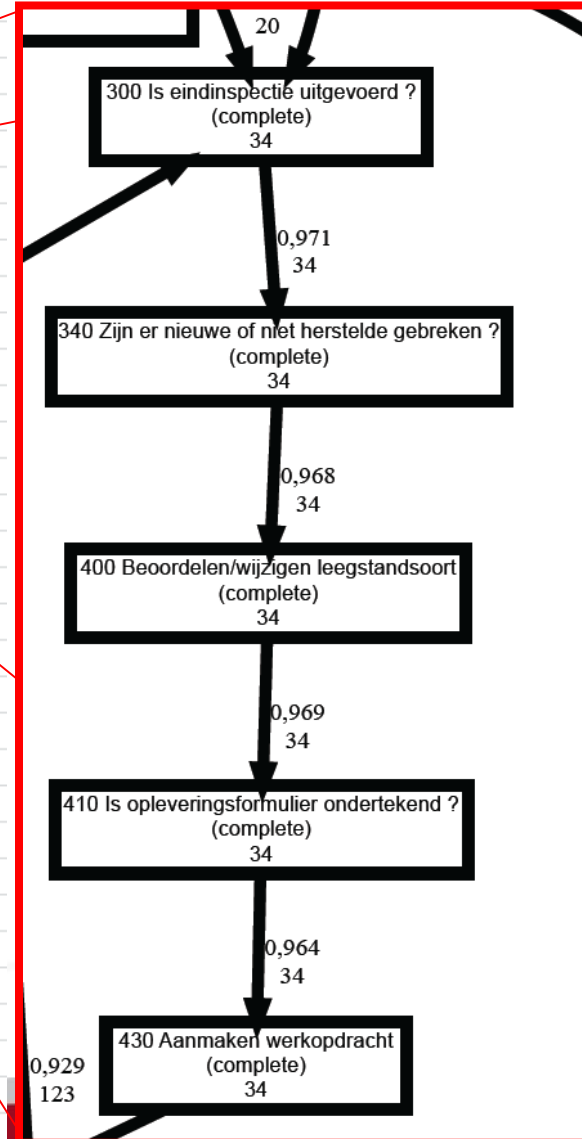 20
300 Is eindinspectie uitgevoerd ?
(complete)
34
0,971
34
340 Zijn er nieuwe of niet herstelde gebreken ?
(complete)
34
0,968
34
400 Beoordelen/wijzigen leegstandsoort
(complete)
34
0,969
34
410 Is opleveringsformulier ondertekend ?
(complete)
34
0,964
34
430 Aanmaken werkopdracht
(complete)
34
0,929
123